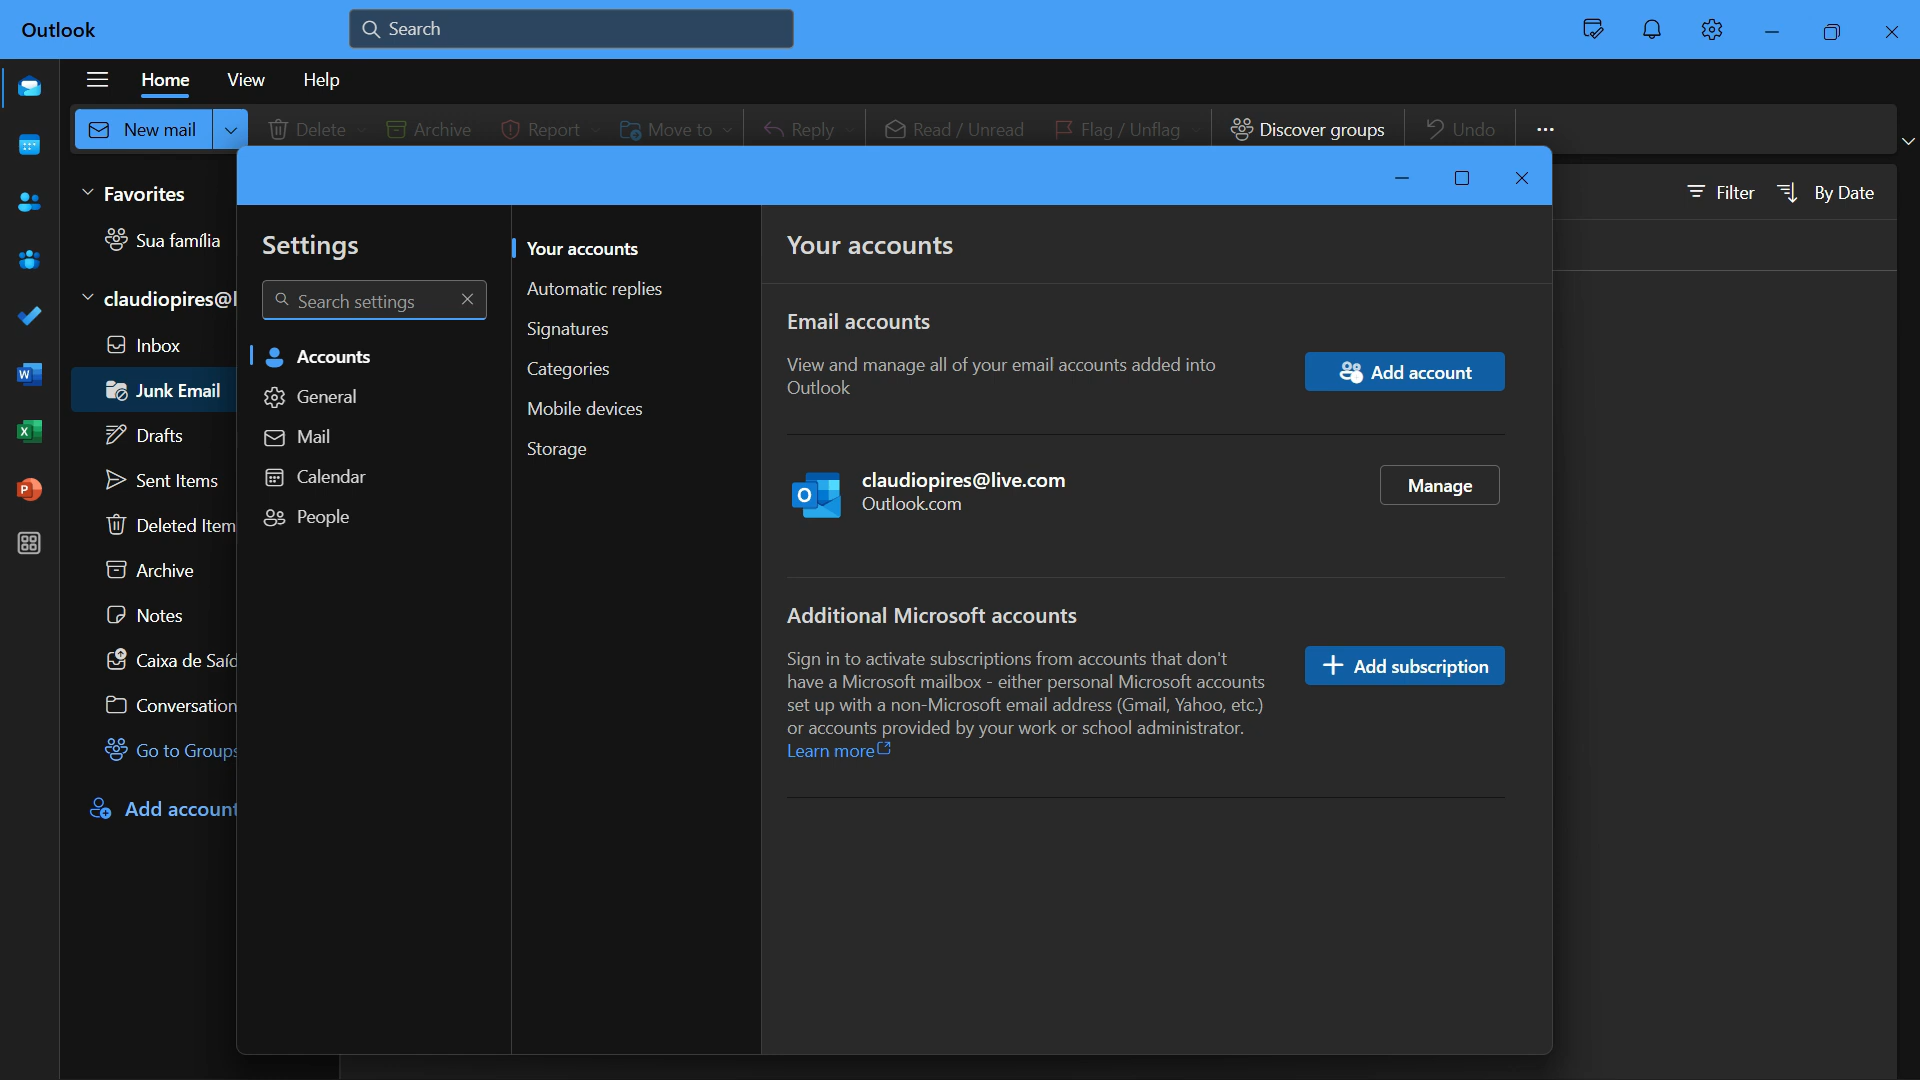 Outlook
Search
Home
View
Help
New mail
Delete
Archive
Report
Move to
Reply
Read / Unread
Flag / Unflag
Discover groups
Undo
Favorites
Sua família
claudiopires@l
Inbox
Junk Email
Drafts
Sent Items
Deleted Item
Archive
Notes
Caixa de Saíd
Conversation
Go to Groups
Add account
Filter
By Date
Settings
Search settings
Accounts
General
Mail
Calendar
People
Your accounts
Automatic replies
Signatures
Categories
Mobile devices
Storage
Your accounts
Email accounts
View and manage all of your email accounts added into
Outlook
Add account
claudiopires@live.com
Outlook.com
Manage
Additional Microsoft accounts
Sign in to activate subscriptions from accounts that don't
have a Microsoft mailbox - either personal Microsoft accounts
set up with a non-Microsoft email address (Gmail, Yahoo, etc.)
or accounts provided by your work or school administrator.
Learn more
Add subscription